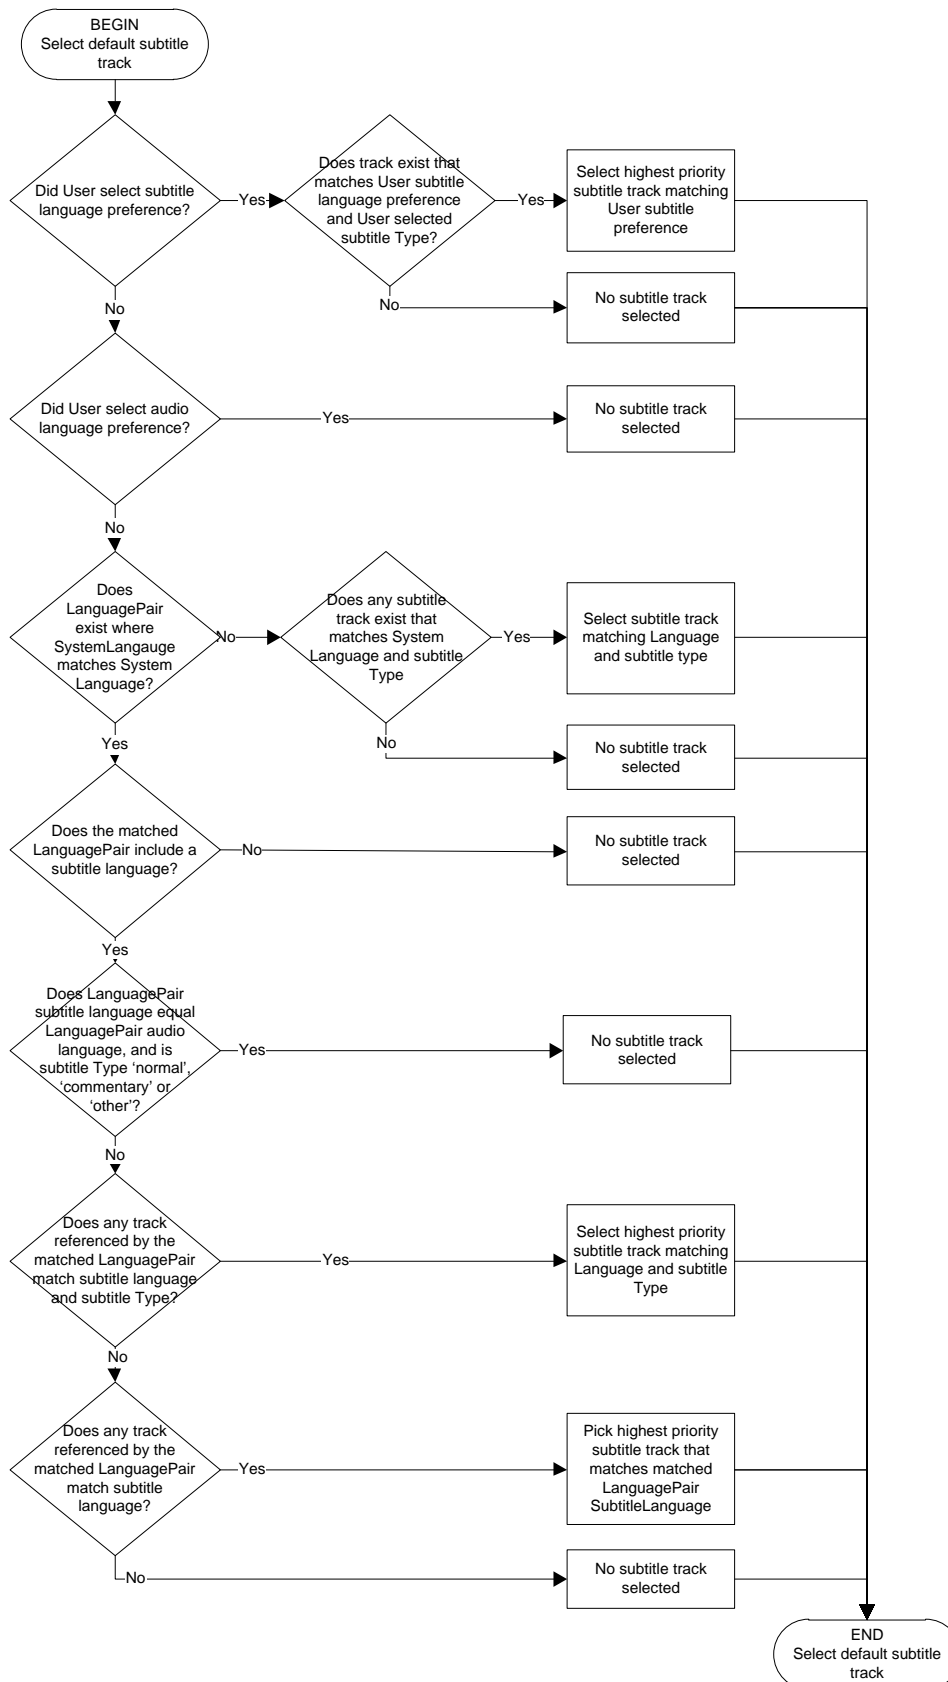 BEGIN
Select default subtitle
track
Did User select subtitle
language preference?
Yes
Does track exist that
matches User subtitle
language preference
and User selected
subtitle Type?
Yes
Select highest priority
subtitle track matching
User subtitle
preference
No
No subtitle track
selected
No
Did User select audio
language preference?
Yes
No subtitle track
selected
No
Does
LanguagePair
exist where
SystemLangauge
matches System
Language?
No
Does any subtitle
track exist that
matches System
Language and subtitle
Type
Yes
Select subtitle track
matching Language
and subtitle type
No
No subtitle track
selected
Yes
Does the matched
LanguagePair include a
subtitle language?
No
No subtitle track
selected
Yes
Does LanguagePair
subtitle language equal
LanguagePair audio
language, and is
subtitle Type ‘normal’,
‘commentary’ or
‘other’?
Yes
No subtitle track
selected
No
Does any track
referenced by the
matched LanguagePair
match subtitle language
and subtitle Type?
Yes
Select highest priority
subtitle track matching
Language and subtitle
Type
No
Does any track
referenced by the
matched LanguagePair
match subtitle
language?
Yes
Pick highest priority
subtitle track that
matches matched
LanguagePair
SubtitleLanguage
No
No subtitle track
selected
END
Select default subtitle
track